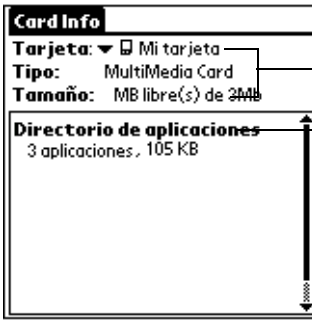 Card Info
Tarjeta: Mi tarjeta
Tipo: MultiMedia Card
Tamaño: MB libre(s) de 3Mb
Directorio de aplicaciones
3 aplicaciones, 105 KB